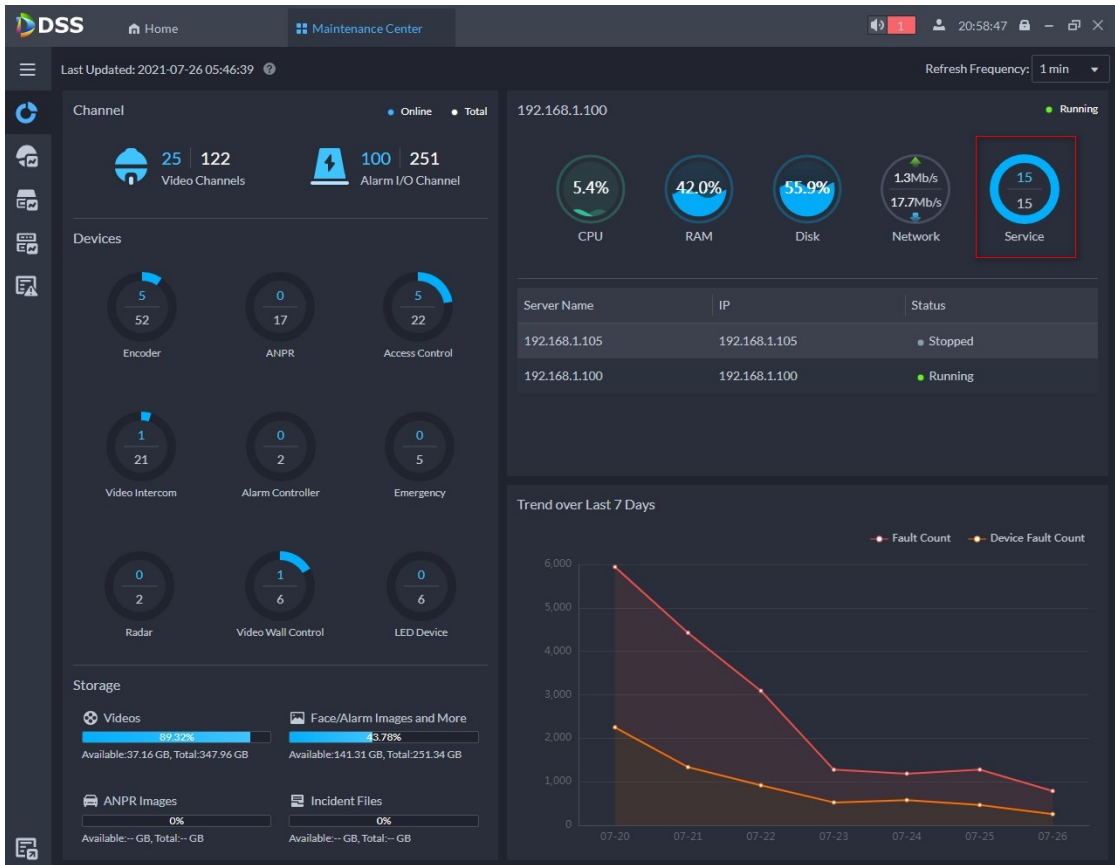 DSS Home Maintenance Center 1 20:58:47
Last Updated: 2021-07-26 05:46:39 Refresh Frequency: 1 min
Channel Online Total
25 122
Video Channels
100 251
Alarm I/O Channel
Devices
5
52
Encoder
0
17
ANPR
5
22
Access Control
1
21
Video Intercom
0
2
Alarm Controller
0
5
Emergency
0
2
Radar
1
6
Video Wall Control
0
6
LED Device
Storage
Videos
89.32%
Available:37.16 GB, Total:347.96 GB
Face/Alarm Images and More
43.78%
Available:141.31 GB, Total:251.34 GB
ANPR Images
0%
Available:-- GB, Total:-- GB
Incident Files
0%
Available:-- GB, Total:-- GB
192.168.1.100 Running
5.4%
CPU
42.0%
RAM
55.9%
Disk
1.3Mb/s
17.7Mb/s
Network
15
15
Service
Server Name IP Status
192.168.1.105 192.168.1.105 Stopped
192.168.1.100 192.168.1.100 Running
Trend over Last 7 Days
Fault Count Device Fault Count
6,000
5,000
4,000
3,000
2,000
1,000
0
07-20 07-21 07-22 07-23 07-24 07-25 07-26